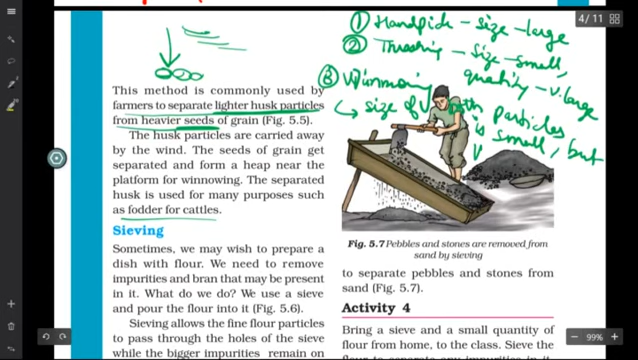 ① Handpick - size - large
② Threshing - size - small,
quantity - v. large
③ Winnowing
↳ size of both particles
is small, but
4 / 11
This method is commonly used by
farmers to separate lighter husk particles
from heavier seeds of grain (Fig. 5.5).
The husk particles are carried away
by the wind. The seeds of grain get
separated and form a heap near the
platform for winnowing. The separated
husk is used for many purposes such
as fodder for cattles.
Sieving
Sometimes, we may wish to prepare a
dish with flour. We need to remove
impurities and bran that may be present
in it. What do we do? We use a sieve
and pour the flour into it (Fig. 5.6).
Sieving allows the fine flour particles
to pass through the holes of the sieve
while the bigger impurities remain on
Fig. 5.7 Pebbles and stones are removed from
sand by sieving
to separate pebbles and stones from
sand (Fig. 5.7).
Activity 4
Bring a sieve and a small quantity of
flour from home, to the class. Sieve the
flour to separate any impurities in it.
99%